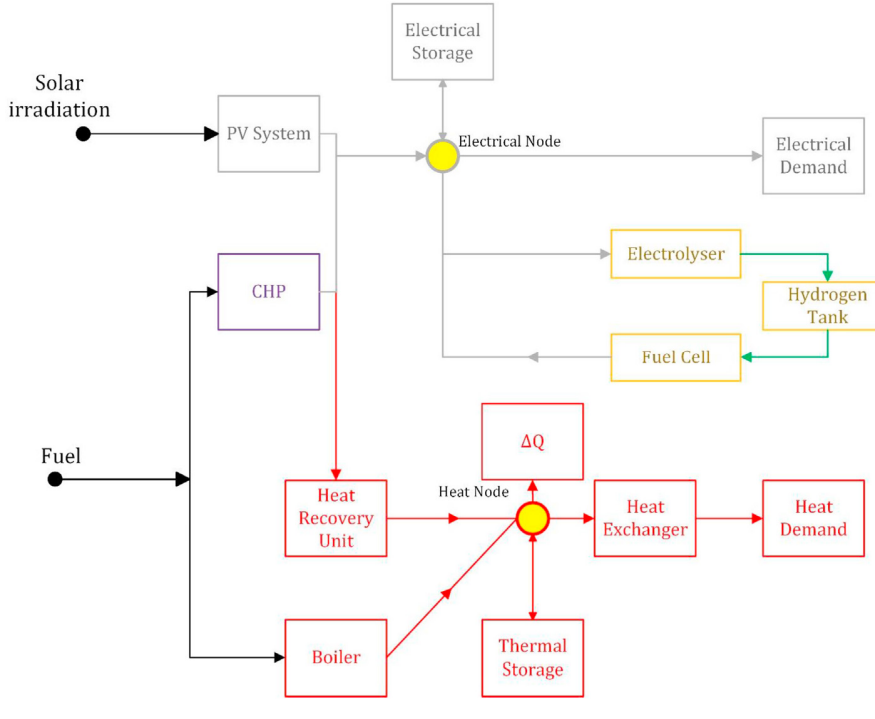 Electrical
Storage
Solar
irradiation
PV System
Electrical Node
Electrical
Demand
Electrolyser
CHP
Hydrogen
Tank
Fuel Cell
ΔQ
Fuel
Heat Node
Heat
Recovery
Unit
Heat
Exchanger
Heat
Demand
Boiler
Thermal
Storage